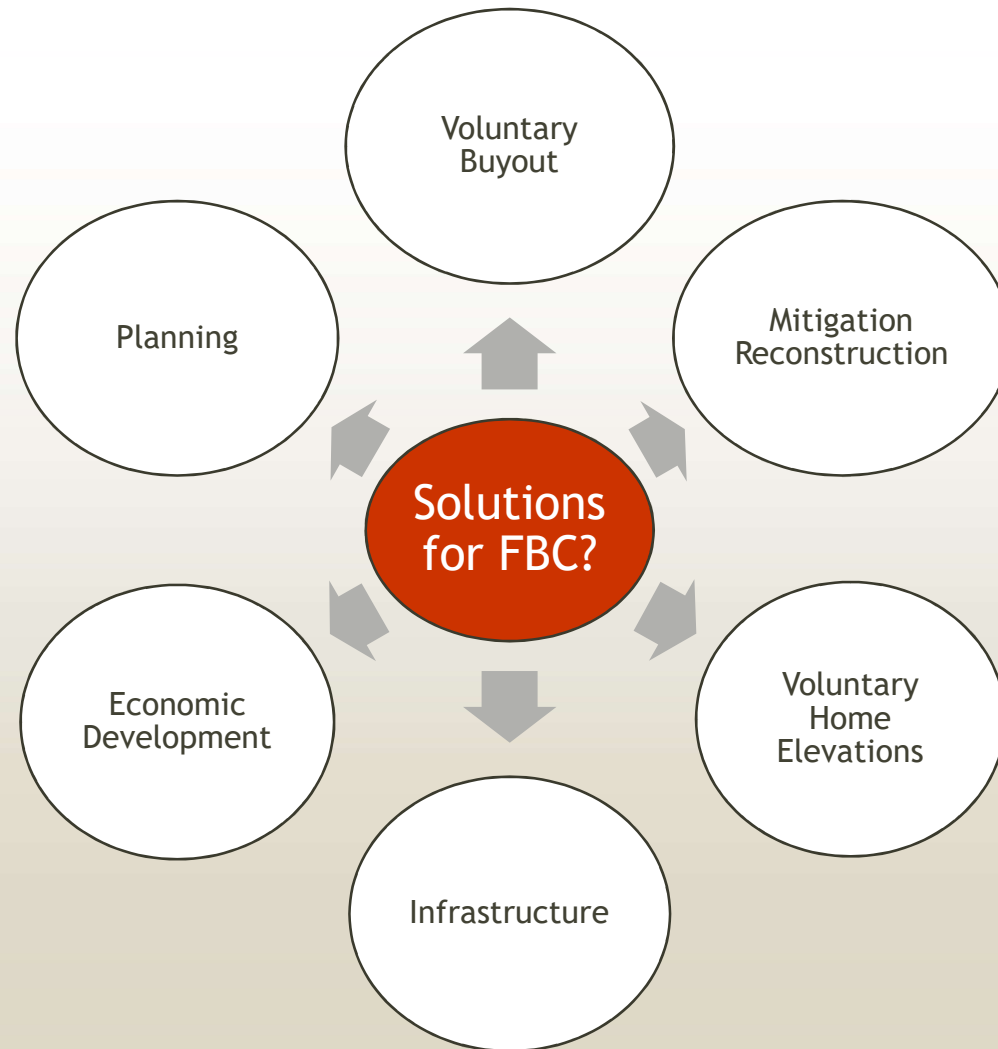 Voluntary
Buyout
Mitigation
Reconstruction
Voluntary
Home
Elevations
Infrastructure
Economic
Development
Planning
Solutions
for FBC?